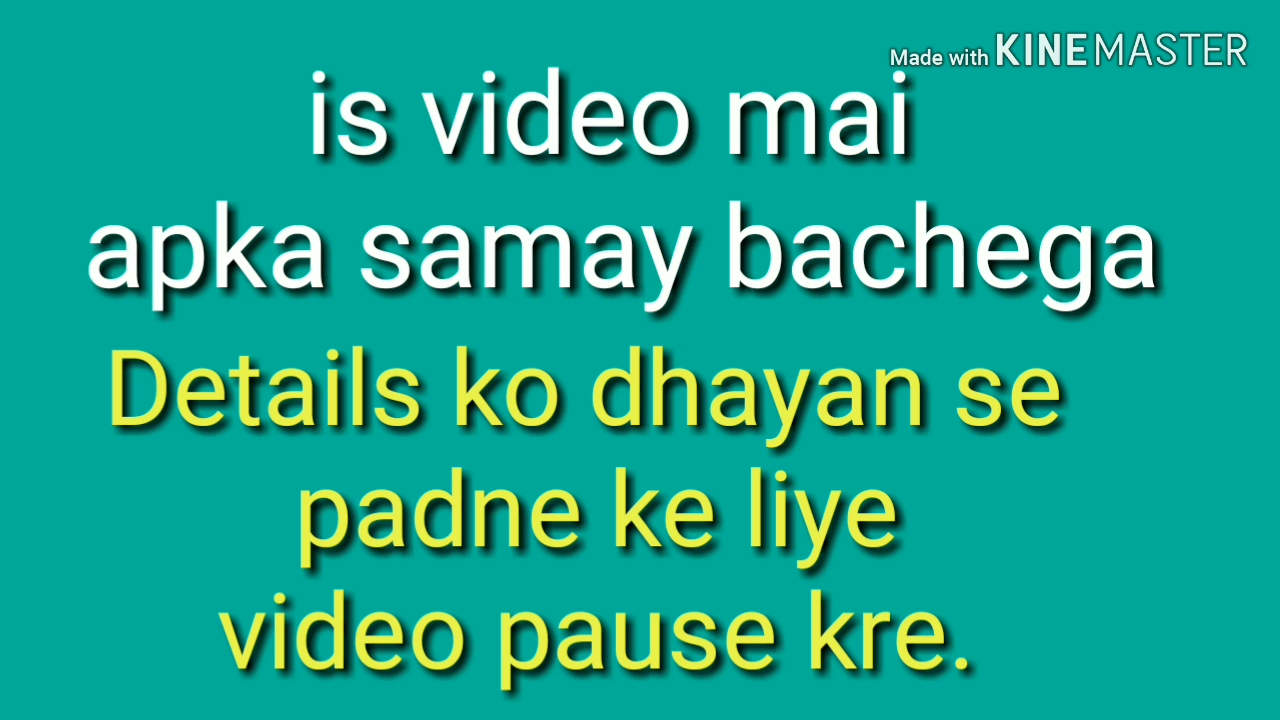 Made with KINEMASTER
is video mai
apka samay bachega
Details ko dhayan se
padne ke liye
video pause kre.